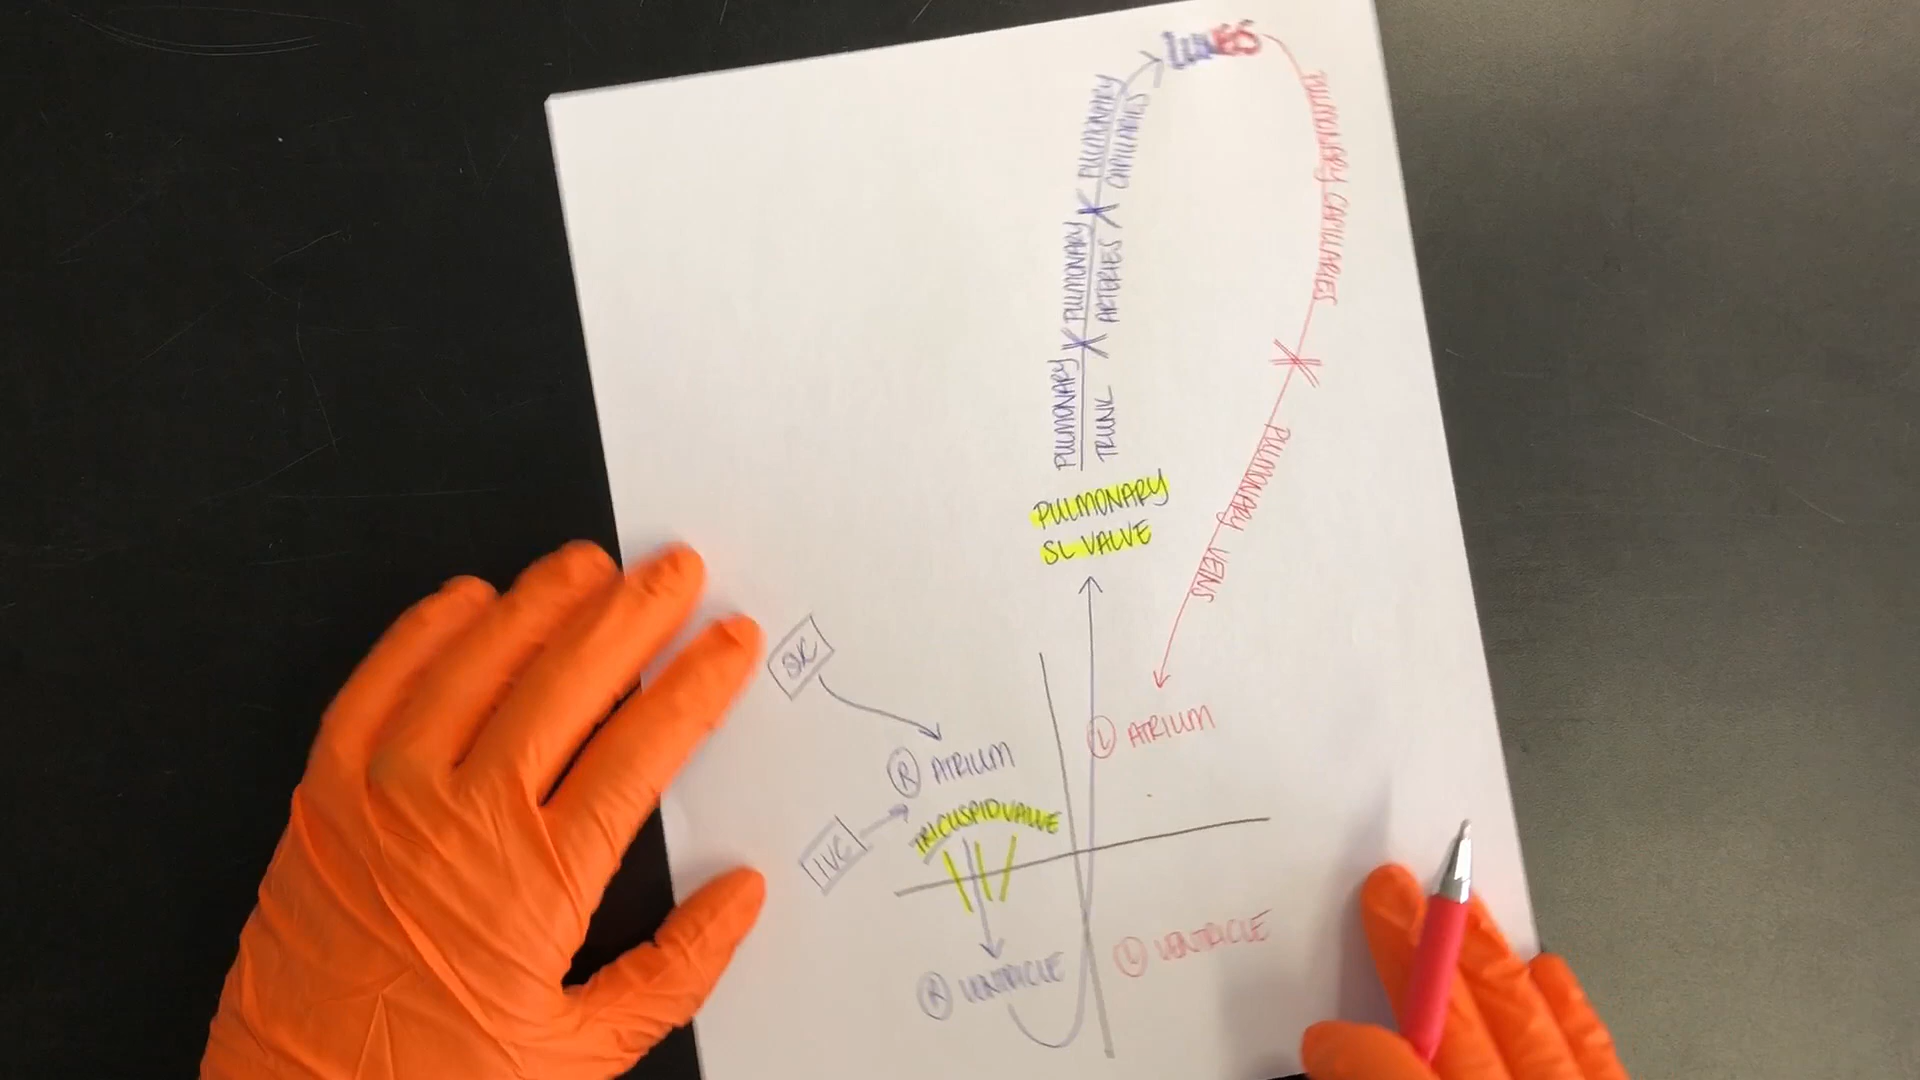 LUNGS
PULMONARY CAPILLARIES
PULMONARY
CAPILLARIES
PULMONARY
ARTERIES
PULMONARY
TRUNK
PULMONARY VEINS
PULMONARY
SL VALVE
SVC
R ATRIUM
L ATRIUM
TRICUSPID VALVE
IVC
R VENTRICLE
L VENTRICLE